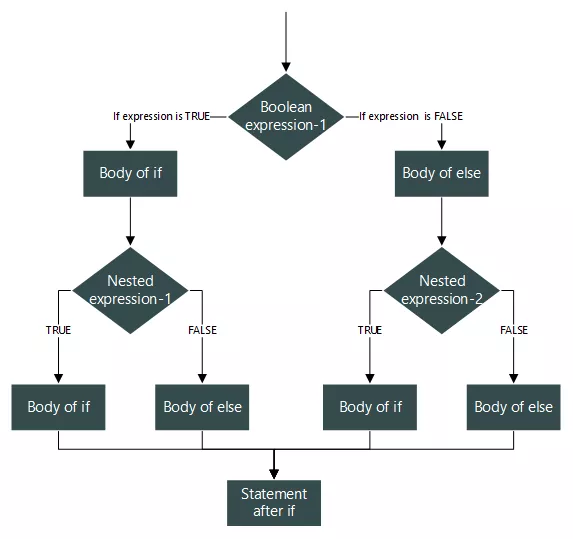 Boolean
expression-1
If expression is TRUE
If expression is FALSE
Body of if
Body of else
Nested
expression-1
Nested
expression-2
TRUE
FALSE
TRUE
FALSE
Body of if
Body of else
Body of if
Body of else
Statement
after if